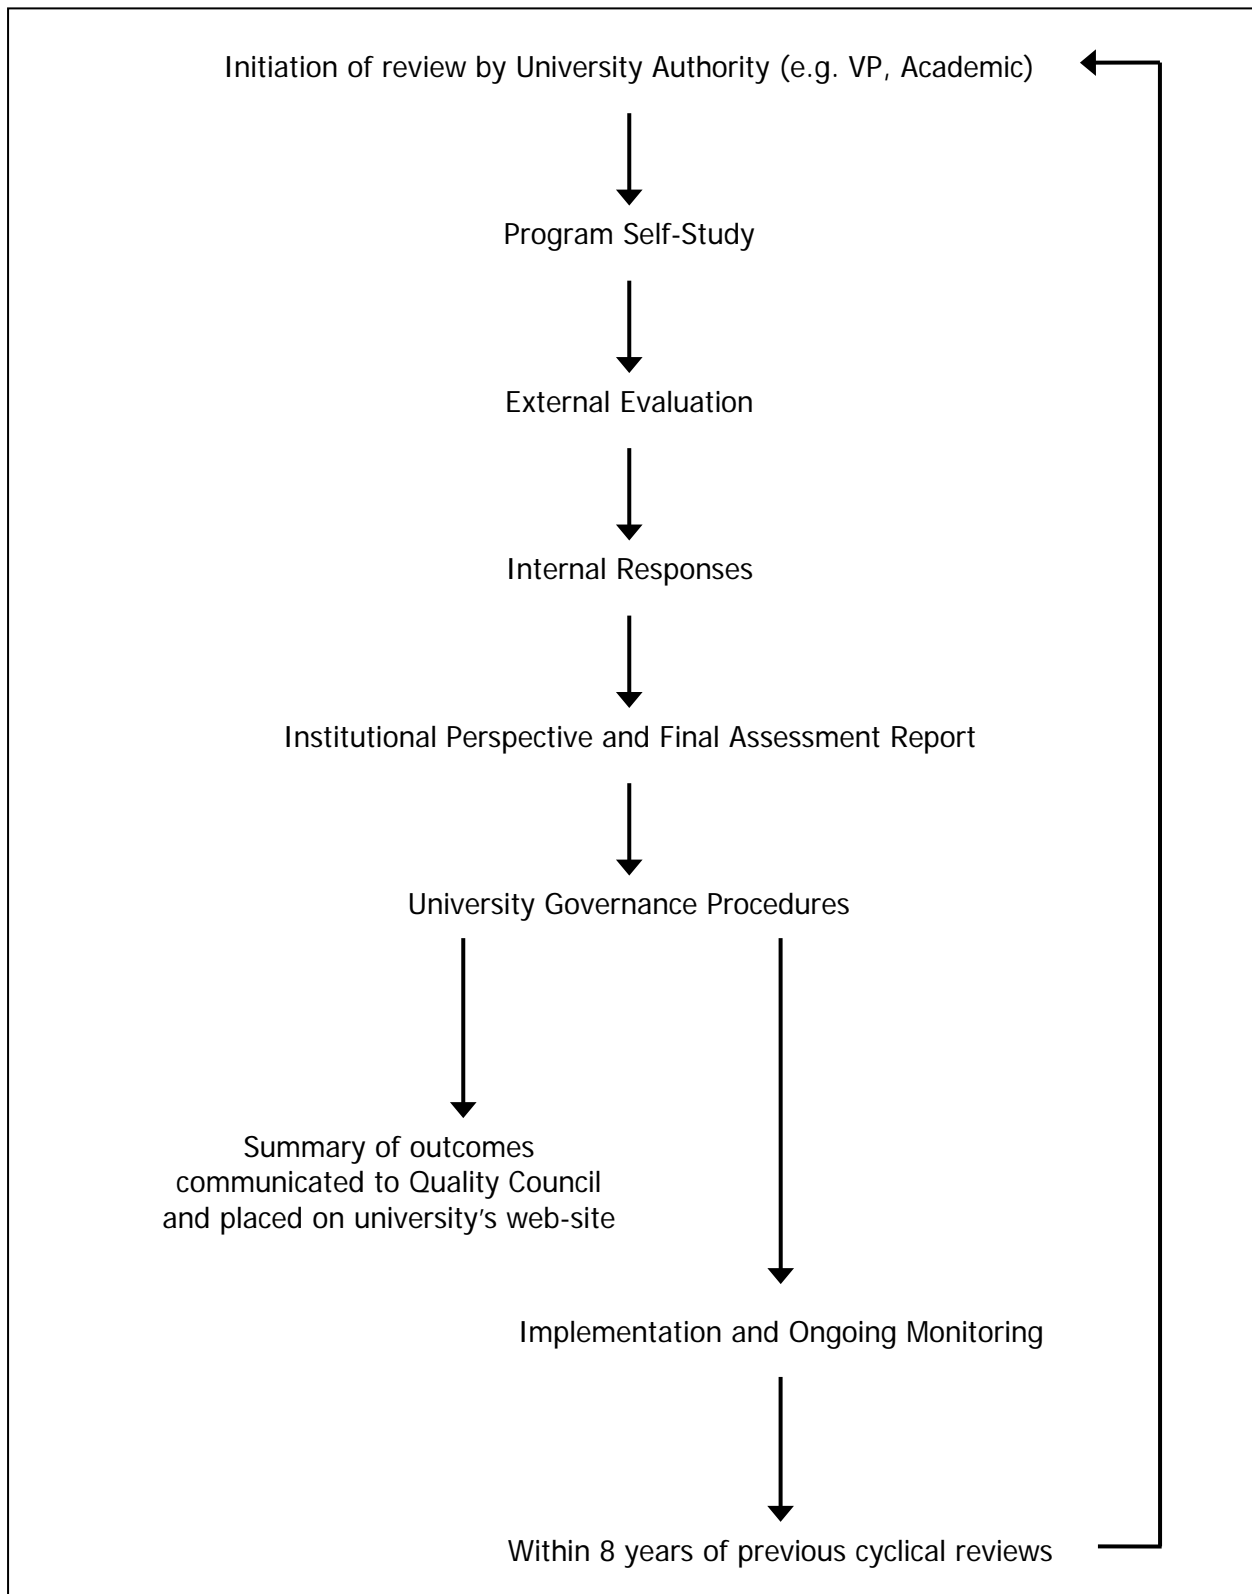 Initiation of review by University Authority (e.g. VP, Academic)
Program Self-Study
External Evaluation
Internal Responses
Institutional Perspective and Final Assessment Report
University Governance Procedures
Summary of outcomes
communicated to Quality Council
and placed on university's web-site
Implementation and Ongoing Monitoring
Within 8 years of previous cyclical reviews